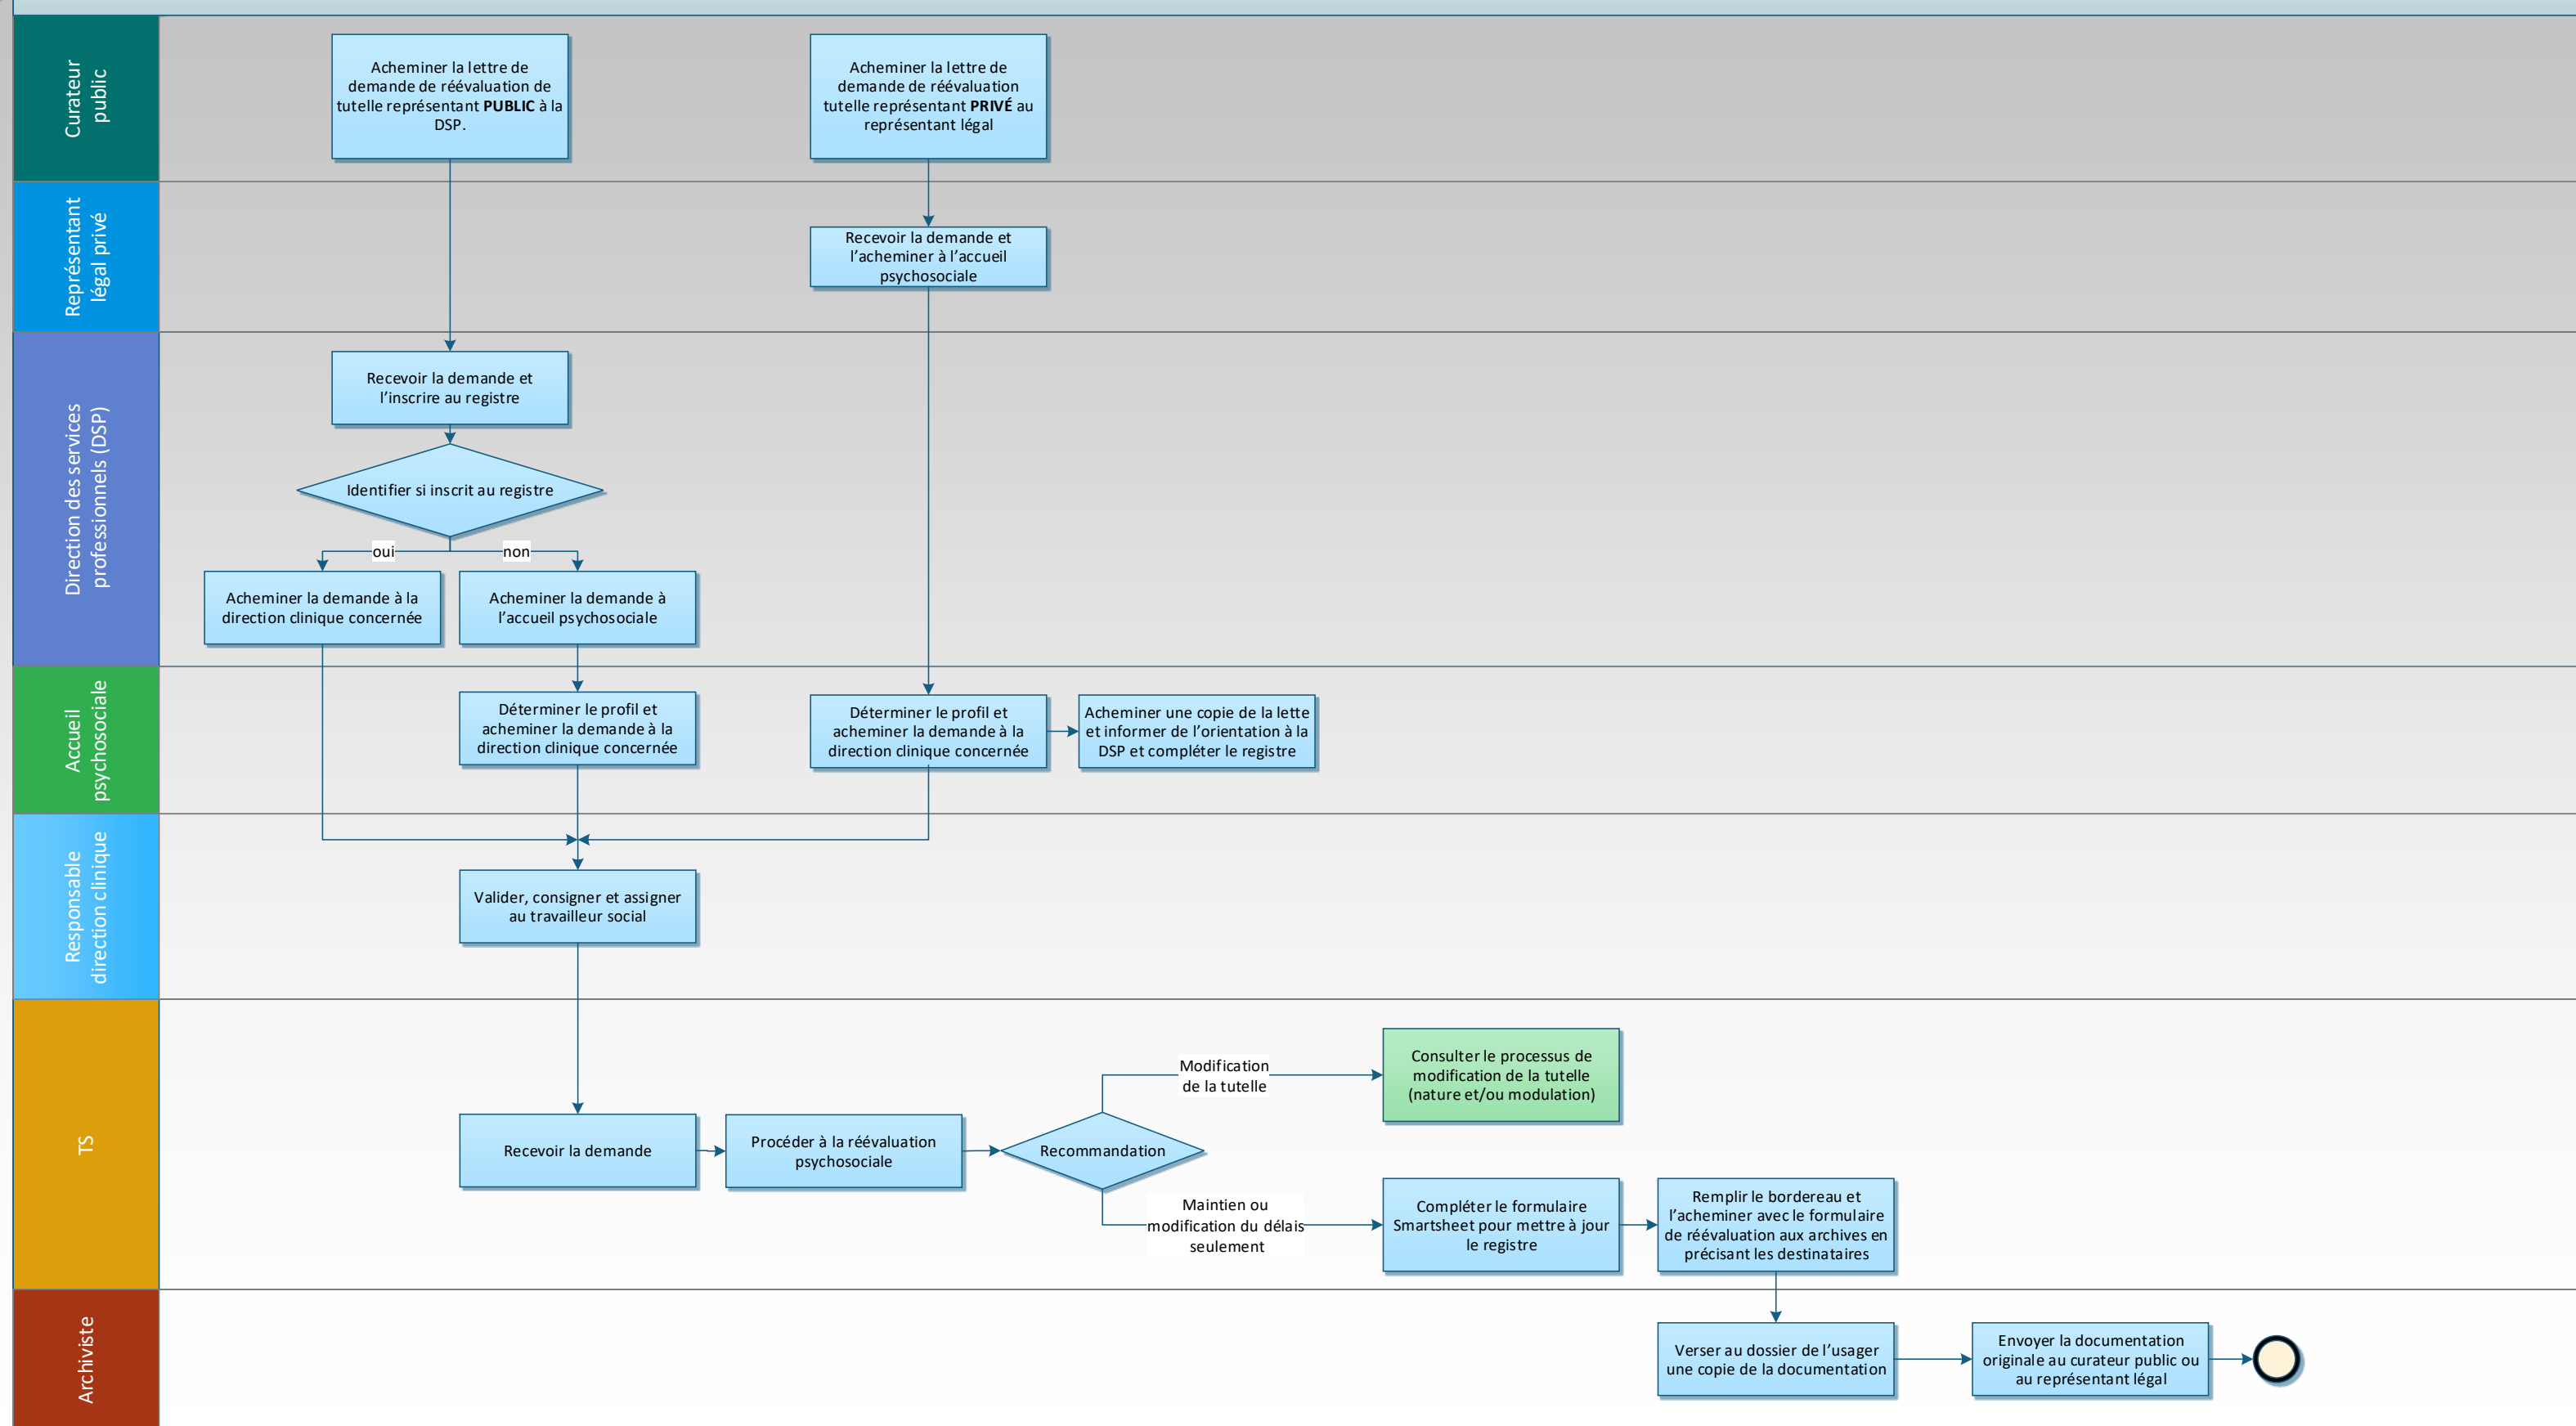 Curateur
public
Acheminer la lettre de
demande de réévaluation de
tutelle représentant PUBLIC à la
DSP.
Acheminer la lettre de
demande de réévaluation
tutelle représentant PRIVÉ au
représentant légal
Représentant
légal privé
Recevoir la demande et
l’acheminer à l’accueil
psychosociale
Direction des services
professionnels (DSP)
Recevoir la demande et
l’inscrire au registre
Identifier si inscrit au registre
oui
non
Acheminer la demande à la
direction clinique concernée
Acheminer la demande à
l’accueil psychosociale
Accueil
psychosociale
Déterminer le profil et
acheminer la demande à la
direction clinique concernée
Déterminer le profil et
acheminer la demande à la
direction clinique concernée
Acheminer une copie de la lette
et informer de l’orientation à la
DSP et compléter le registre
Responsable
direction clinique
Valider, consigner et assigner
au travailleur social
TS
Recevoir la demande
Procéder à la réévaluation
psychosociale
Recommandation
Modification
de la tutelle
Consulter le processus de
modification de la tutelle
(nature et/ou modulation)
Maintien ou
modification du délais
seulement
Compléter le formulaire
Smartsheet pour mettre à jour
le registre
Remplir le bordereau et
l’acheminer avec le formulaire
de réévaluation aux archives en
précisant les destinataires
Archiviste
Verser au dossier de l’usager
une copie de la documentation
Envoyer la documentation
originale au curateur public ou
au représentant légal